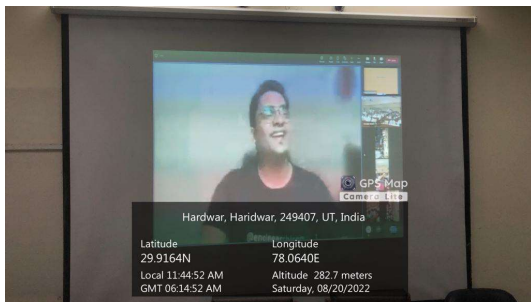 GPS Map
Camera Lite
Hardwar, Haridwar, 249407, UT, India
Latitude
29.9164N
Longitude
78.0640E
Local 11:44:52 AM
GMT 06:14:52 AM
Altitude 282.7 meters
Saturday, 08/20/2022